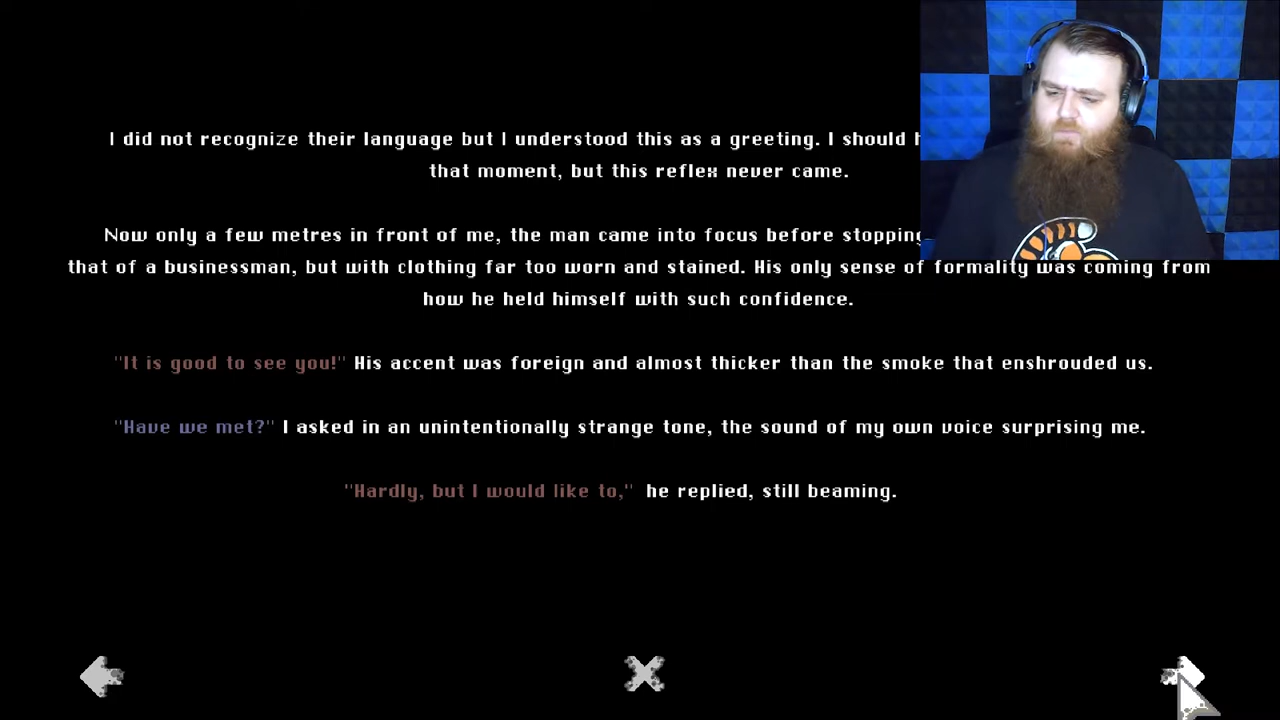 I did not recognize their language but I understood this as a greeting. I should
that moment, but this reflex never came.
Now only a few metres in front of me, the man came into focus before stopping
that of a businessman, but with clothing far too worn and stained. His only sense of formality was coming from
how he held himself with such confidence.
"It is good to see you!" His accent was foreign and almost thicker than the smoke that enshrouded us.
"Have we met?" I asked in an unintentionally strange tone, the sound of my own voice surprising me.
"Hardly, but I would like to," he replied, still beaming.